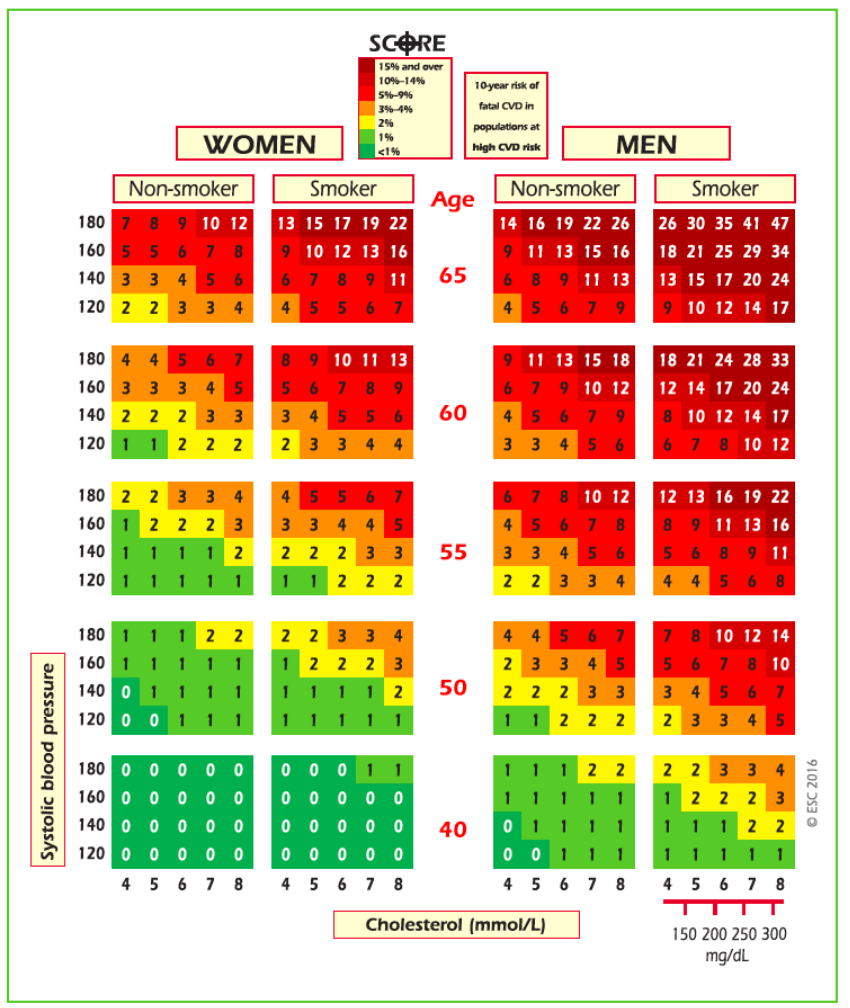 SCORE
15% and over
10%–14%
5%–9%
3%–4%
2%
1%
<1%
10-year risk of
fatal CVD in
populations at
high CVD risk
WOMEN
MEN
Non-smoker Smoker Age Non-smoker Smoker
180 7 8 9 10 12 13 15 17 19 22 14 16 19 22 26 26 30 35 41 47
160 5 5 6 7 8 9 10 12 13 16 9 11 13 15 16 18 21 25 29 34
65
140 3 3 4 5 6 6 7 8 9 11 6 8 9 11 13 13 15 17 20 24
120 2 2 3 3 4 4 5 5 6 7 4 5 6 7 9 9 10 12 14 17
180 4 4 5 6 7 8 9 10 11 13 9 11 13 15 18 18 21 24 28 33
160 3 3 3 4 5 5 6 7 8 9 6 7 9 10 12 12 14 17 20 24
60
140 2 2 2 3 3 3 4 5 5 6 4 5 6 7 9 8 10 12 14 17
120 1 1 2 2 2 2 3 3 4 4 3 3 4 5 6 6 7 8 10 12
180 2 2 3 3 4 4 5 5 6 7 6 7 8 10 12 12 13 16 19 22
160 1 2 2 2 3 3 3 4 4 5 4 5 6 7 8 8 9 11 13 16
55
140 1 1 1 1 2 2 2 2 3 3 3 3 4 5 6 5 6 8 9 11
120 1 1 1 1 1 1 1 2 2 2 2 2 3 3 4 4 4 5 6 8
180 1 1 1 2 2 2 2 3 3 4 4 4 5 6 7 7 8 10 12 14
160 1 1 1 1 1 1 2 2 2 3 2 3 3 4 5 5 6 7 8 10
50
140 0 1 1 1 1 1 1 1 1 2 2 2 2 3 3 3 4 5 6 7
120 0 0 1 1 1 1 1 1 1 1 1 1 2 2 2 2 3 3 4 5
180 0 0 0 0 0 0 0 0 1 1 1 1 1 2 2 2 2 3 3 4
160 0 0 0 0 0 0 0 0 0 0 1 1 1 1 1 1 2 2 2 3
40
140 0 0 0 0 0 0 0 0 0 0 0 1 1 1 1 1 1 1 2 2
120 0 0 0 0 0 0 0 0 0 0 0 0 1 1 1 1 1 1 1 1
4 5 6 7 8 4 5 6 7 8 4 5 6 7 8 4 5 6 7 8
Systolic blood pressure
Cholesterol (mmol/L)
150 200 250 300
mg/dL
© ESC 2016